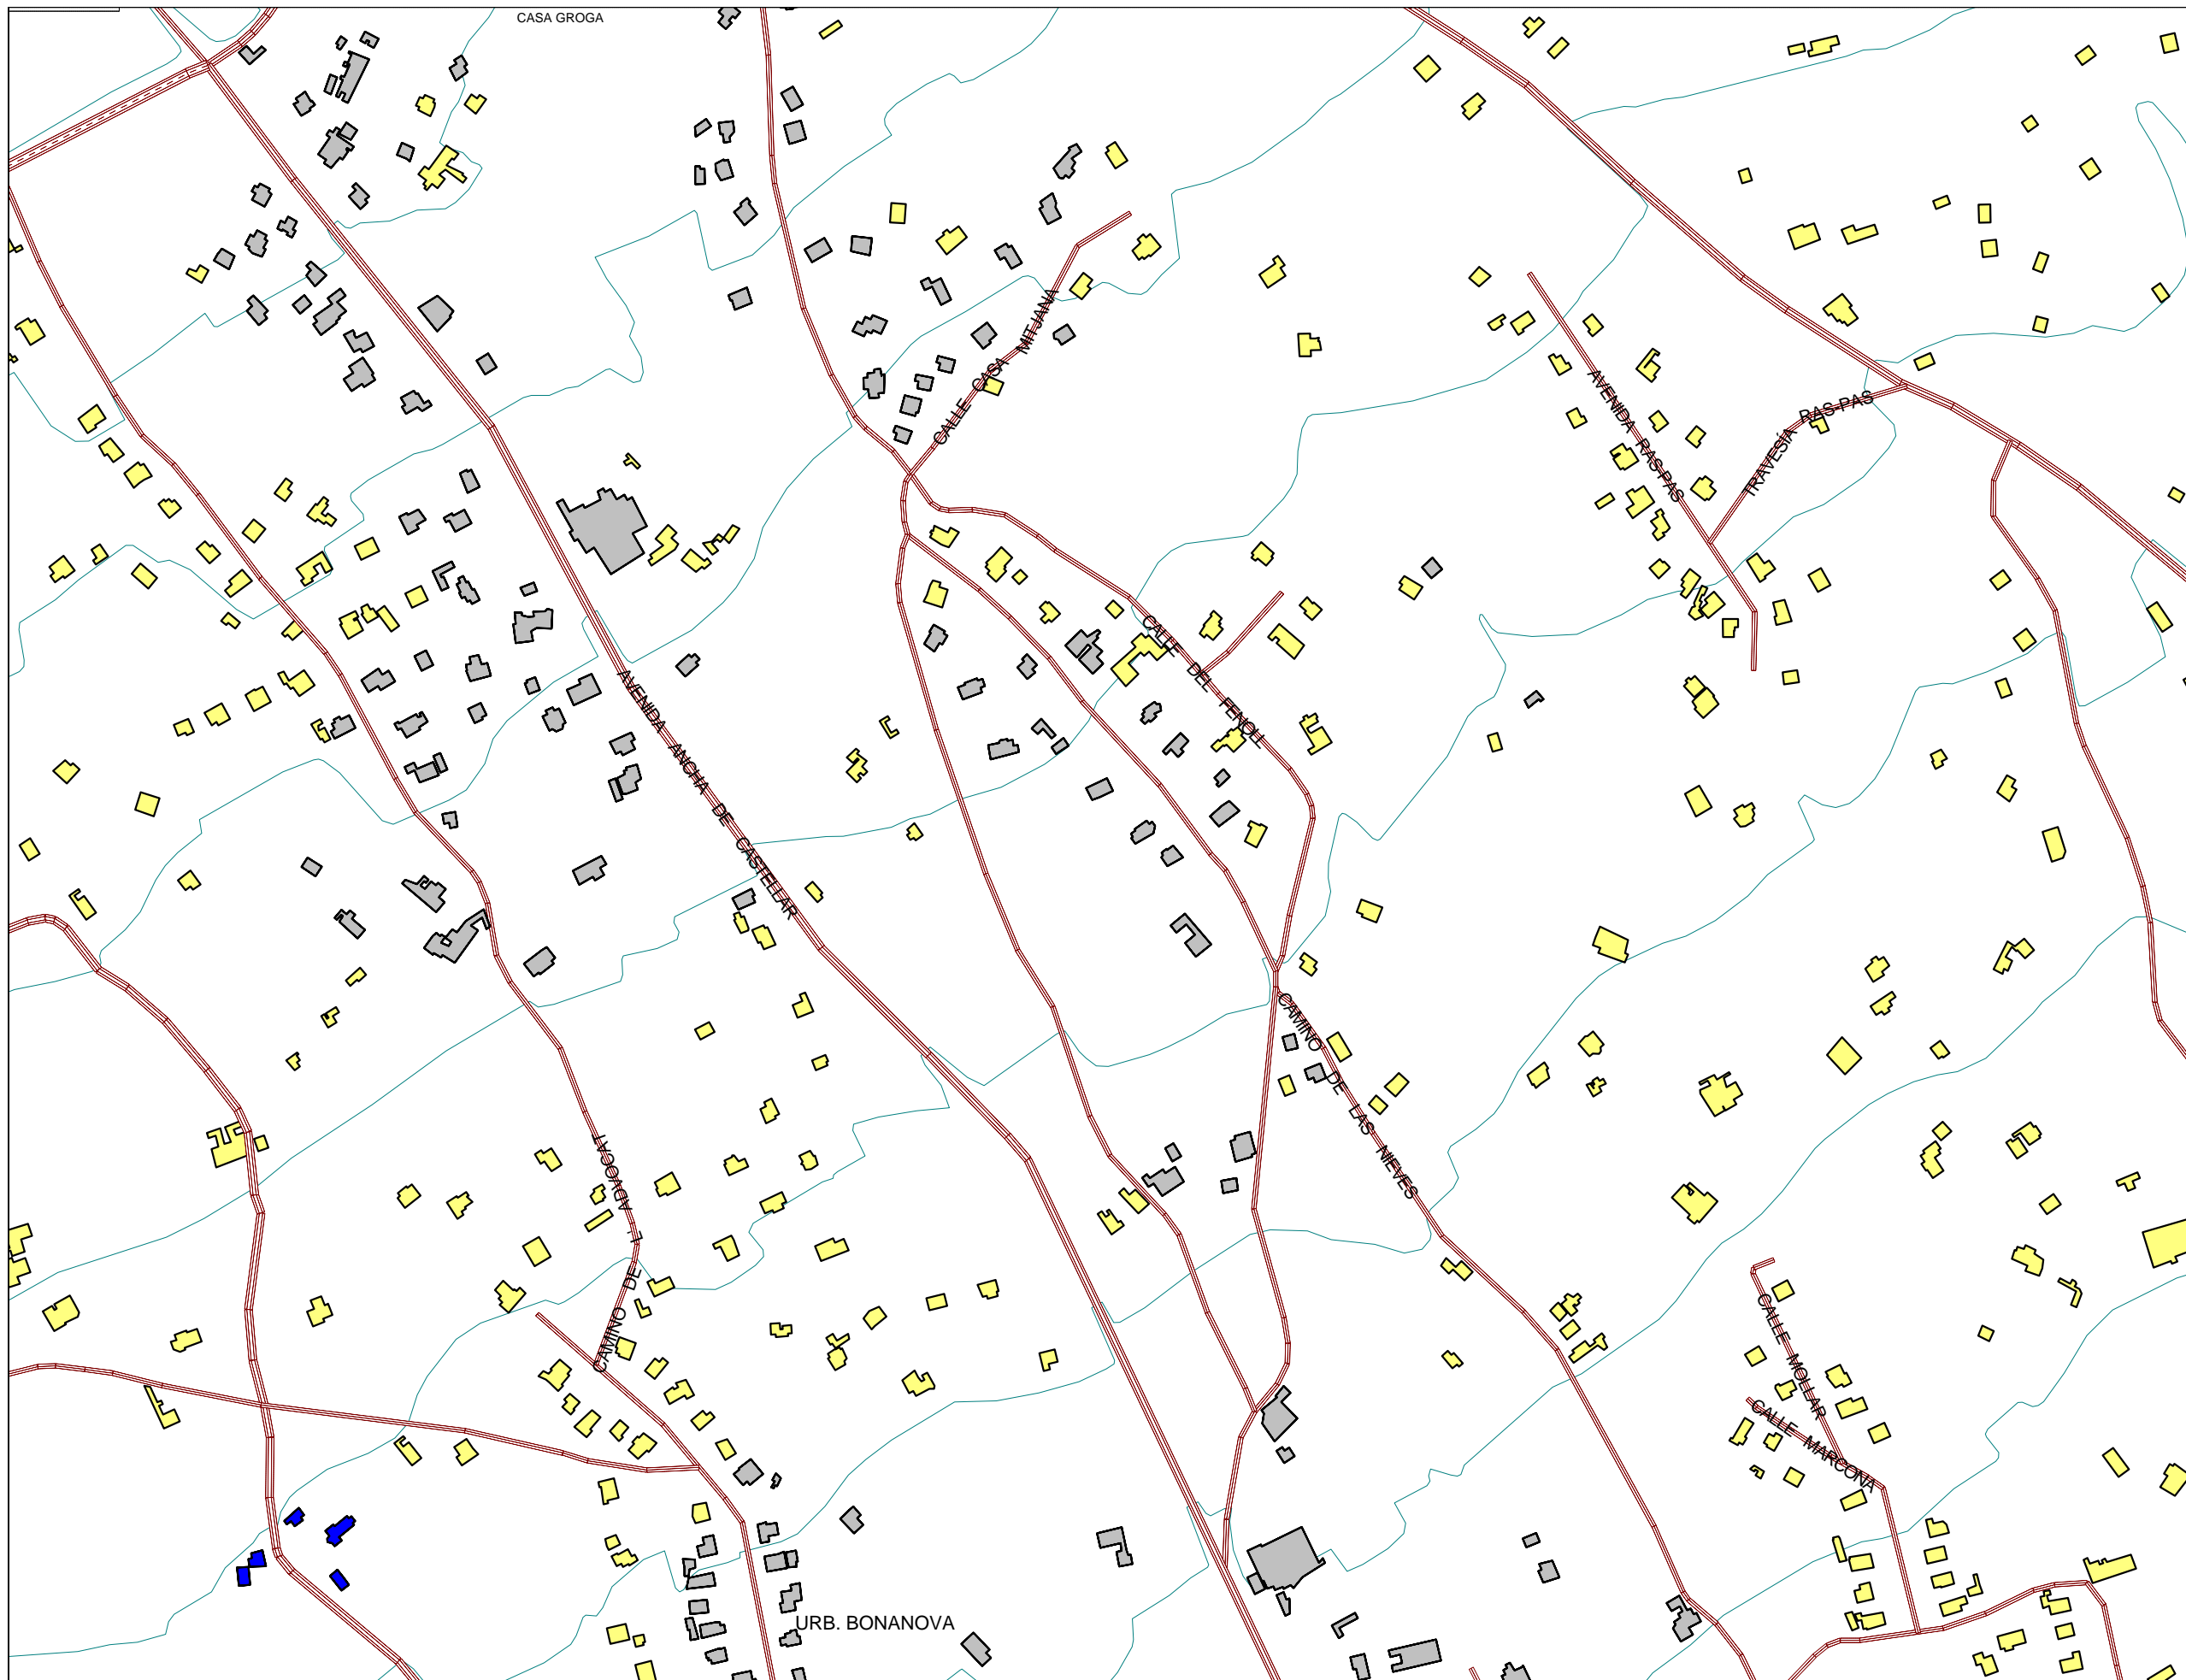 CASA GROGA
CALLE CASA MITJANA
AVENIDA RAS-PAS
TRAVESÍA RAS-PAS
CALLE DEL FENOLL
AVENIDA ANCHA DE CASTELLAR
CAMINO DE LAS NIEVES
CAMINO DE L'ADVOCAT
CALLE MOLLAR
CALLE MARCONA
URB. BONANOVA